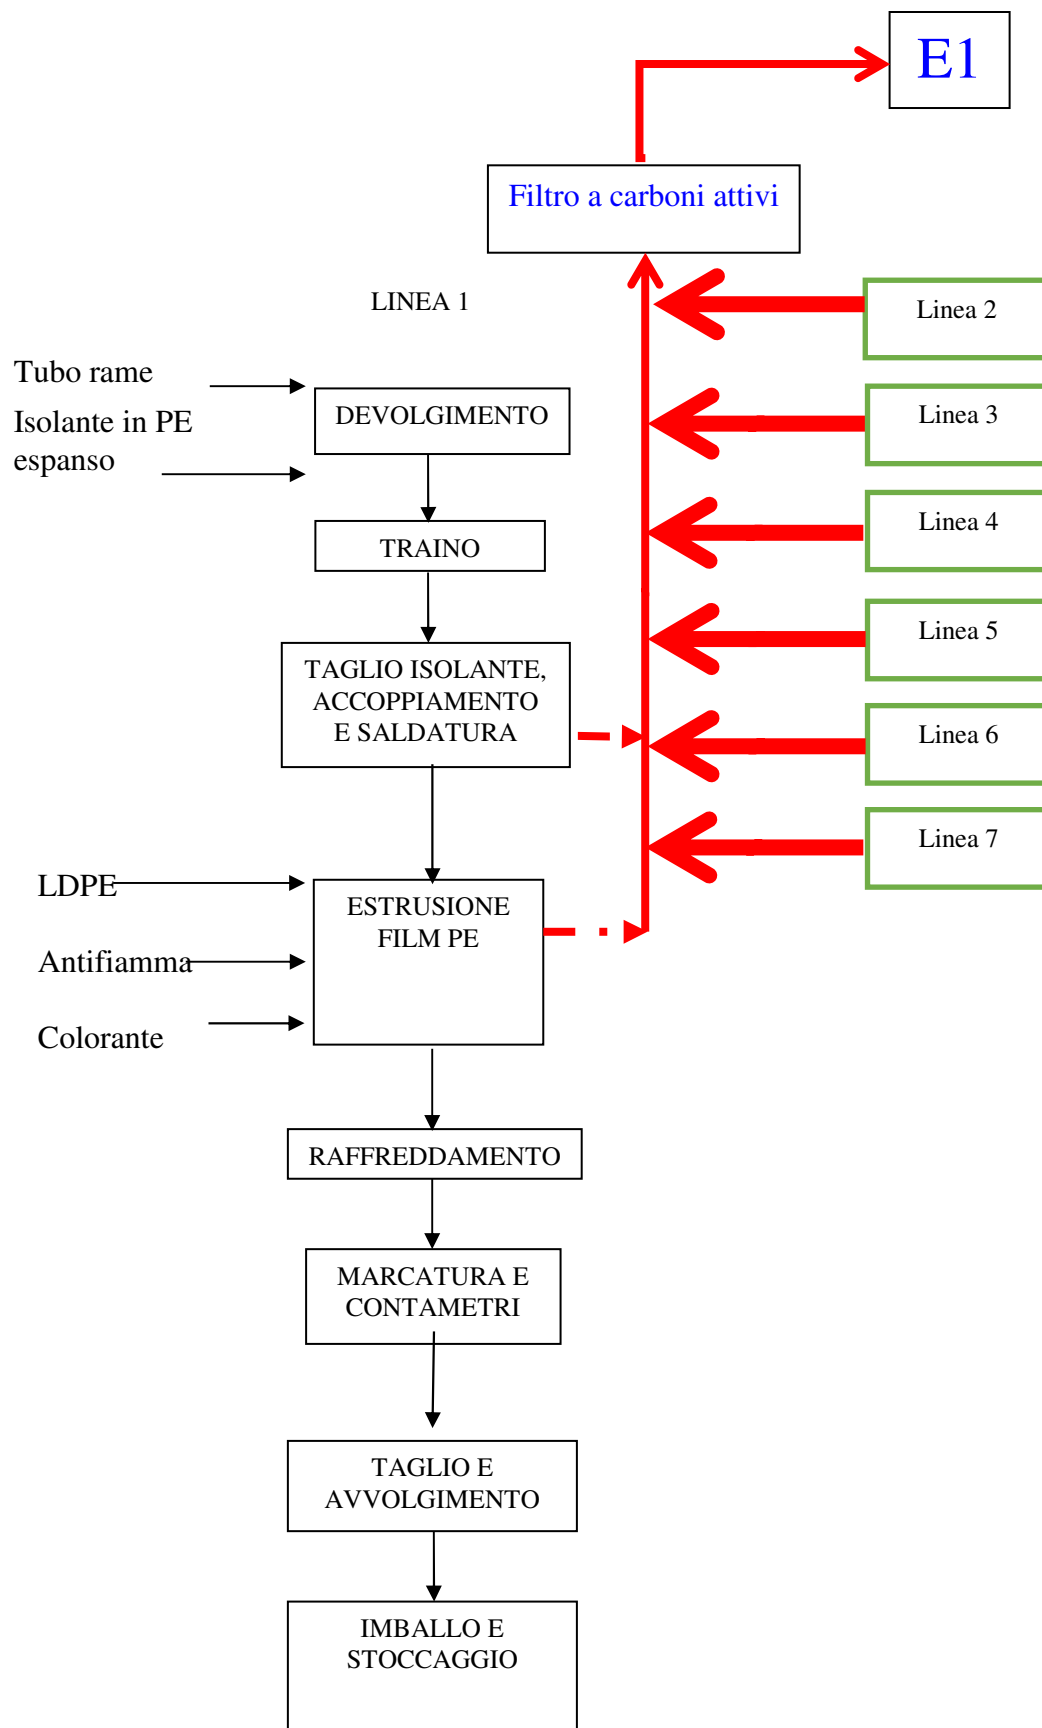 E1
Filtro a carboni attivi
LINEA 1
Linea 2
Tubo rame
Isolante in PE
espanso
DEVOLGIMENTO
Linea 3
TRAINO
Linea 4
TAGLIO ISOLANTE,
ACCOPPIAMENTO
E SALDATURA
Linea 5
Linea 6
Linea 7
LDPE
Antifiamma
Colorante
ESTRUSIONE
FILM PE
RAFFREDDAMENTO
MARCATURA E
CONTAMETRI
TAGLIO E
AVVOLGIMENTO
IMBALLO E
STOCCAGGIO